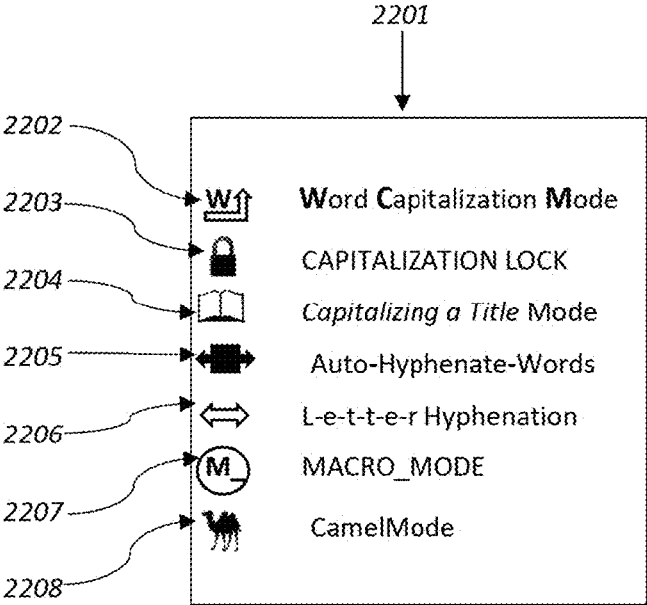 2201
2202
W Word Capitalization Mode
2203
CAPITALIZATION LOCK
2204
Capitalizing a Title Mode
2205
Auto-Hyphenate-Words
2206
L-e-t-t-e-r Hyphenation
M_ MACRO_MODE
2207
CamelMode
2208